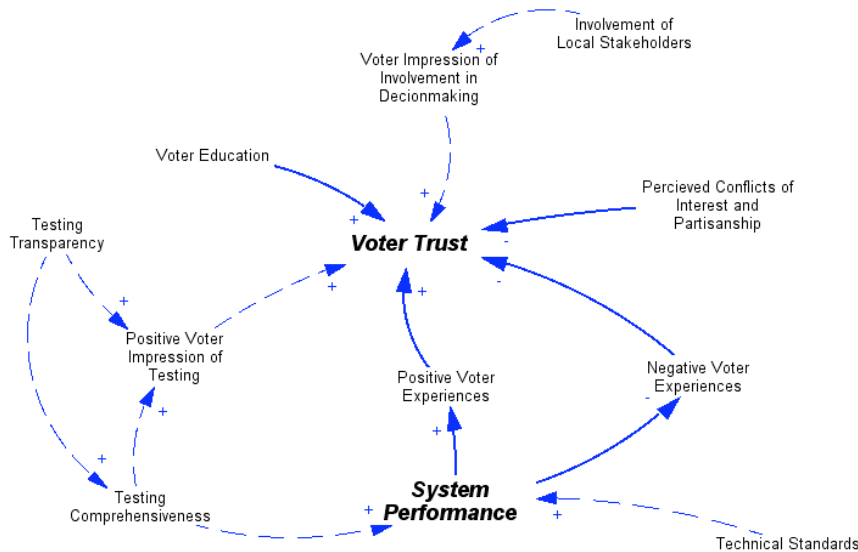 Involvement of
Local Stakeholders
+
Voter Impression of
Involvement in
Decionmaking
Voter Education
+
Percieved Conflicts of
Interest and
Partisanship
Testing
Transparency
+
Voter Trust
-
+
+
-
+
Positive Voter
Impression of
Testing
Positive Voter
Experiences
Negative Voter
Experiences
-
+
+
+
Testing
Comprehensiveness
System
Performance
+
+
Technical Standards